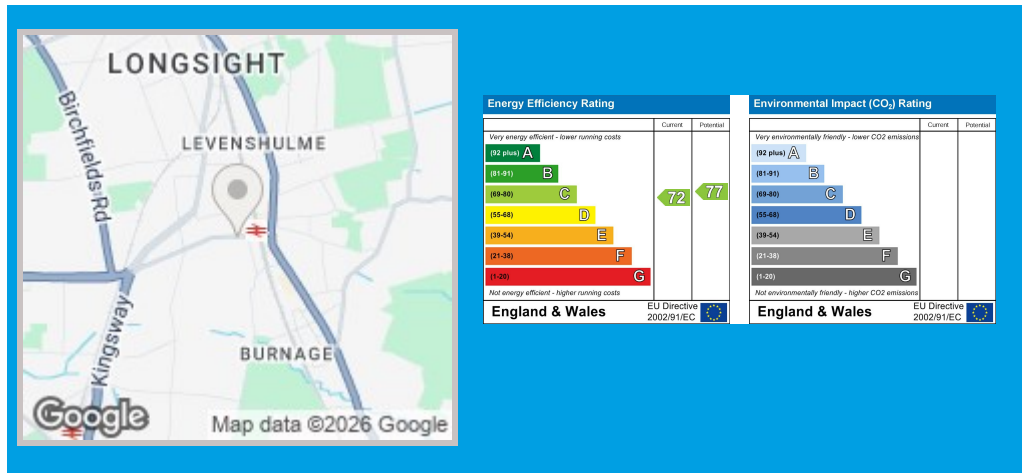 LONGSIGHT
Birchfields Rd
LEVENSHULME
Kingsway
BURNAGE
Google
Map data ©2026 Google
Energy Efficiency Rating
Current Potential
Very energy efficient - lower running costs
(92 plus) A
(81-91) B
(69-80) C
72 77
(55-68) D
(39-54) E
(21-38) F
(1-20) G
Not energy efficient - higher running costs
England & Wales
EU Directive
2002/91/EC
Environmental Impact (CO2) Rating
Current Potential
Very environmentally friendly - lower CO2 emissions
(92 plus) A
(81-91) B
(69-80) C
(55-68) D
(39-54) E
(21-38) F
(1-20) G
Not environmentally friendly - higher CO2 emissions
England & Wales
EU Directive
2002/91/EC